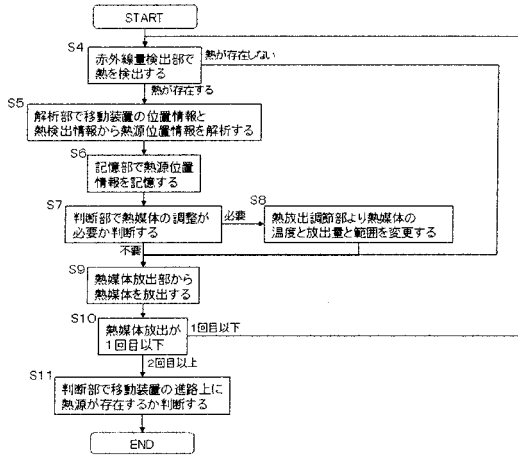 START
S4
赤外線量検出部で
熱を検出する
熱が存在しない
熱が存在する
S5
解析部で移動装置の位置情報と
熱検出情報から熱源位置情報を解析する
S6
記憶部で熱源位置
情報を記憶する
S7
判断部で熱媒体の調整が
必要か判断する
必要
S8
熱放出調節部より熱媒体の
温度と放出量と範囲を変更する
不要
S9
熱媒体放出部から
熱媒体を放出する
S10
熱媒体放出が
1回目以下
1回目以下
2回目以上
S11
判断部で移動装置の進路上に
熱源が存在するか判断する
END